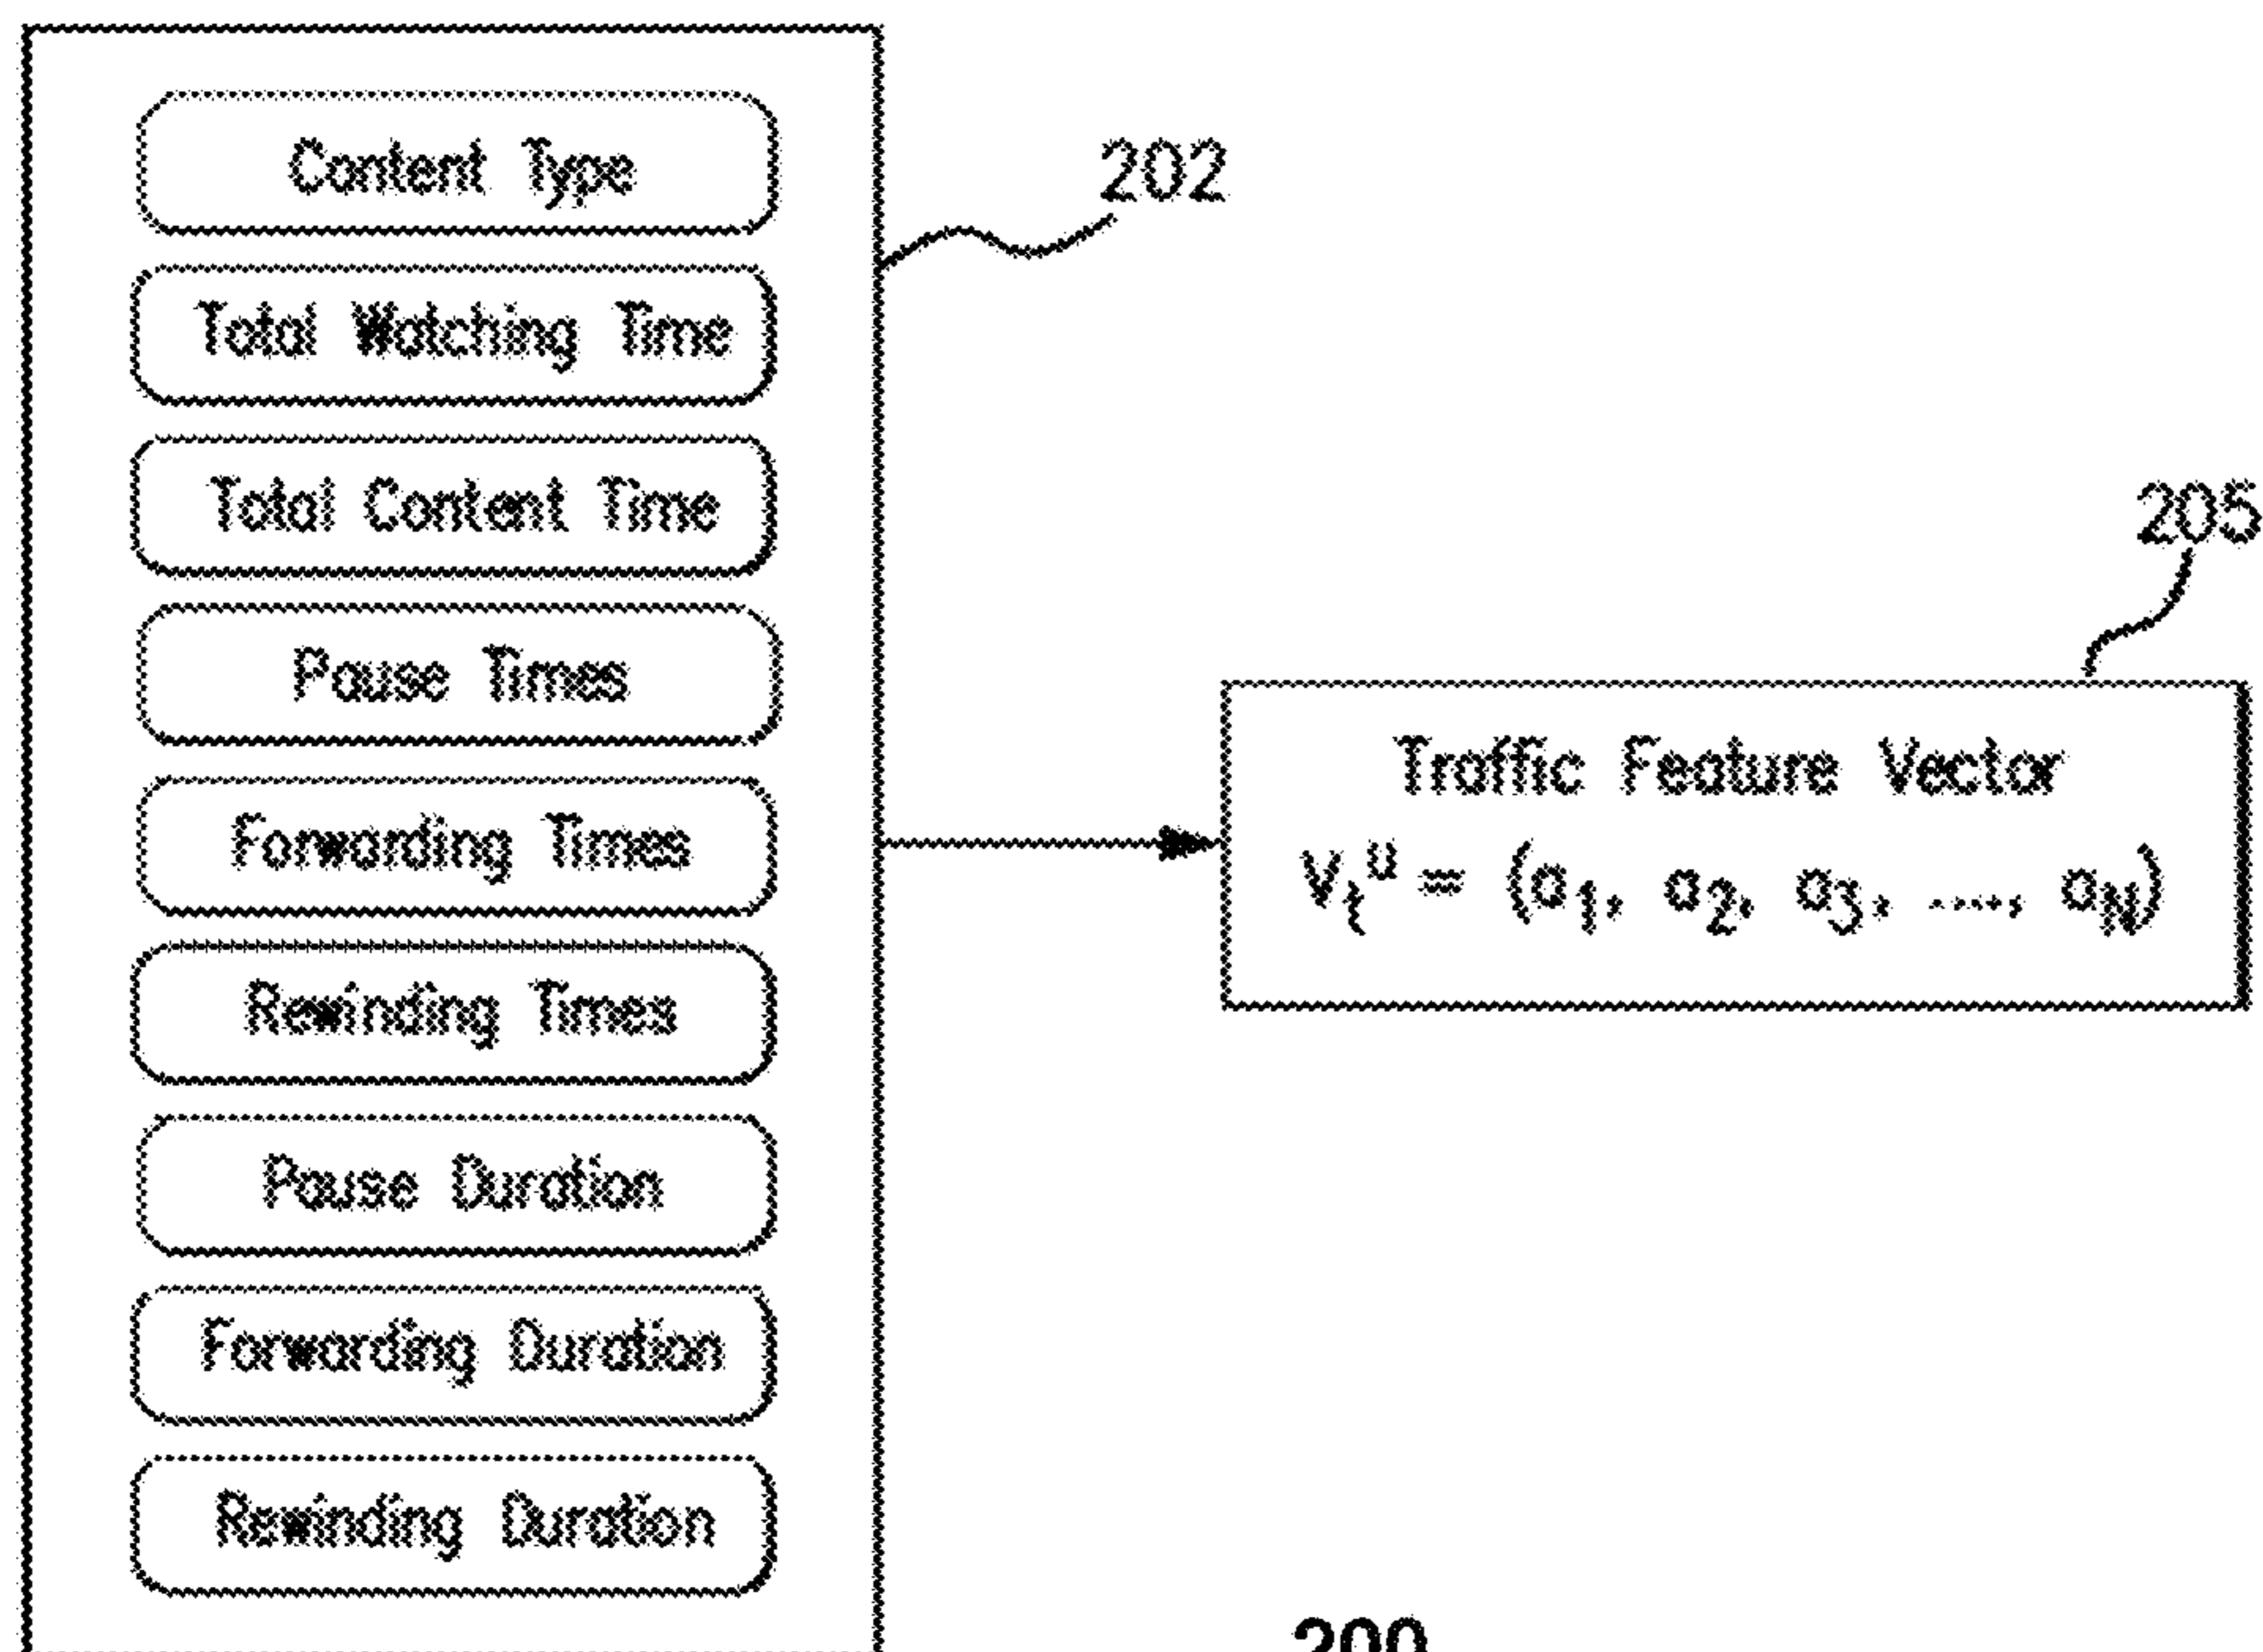 Content Type
202
Total Watching Time
Total Content Time
205
Pause Times
Traffic Feature Vector
Forwarding Times
v_t^u = (a_1, a_2, a_3, ...., a_N)
Rewinding Times
Pause Duration
Forwarding Duration
Rewinding Duration
200